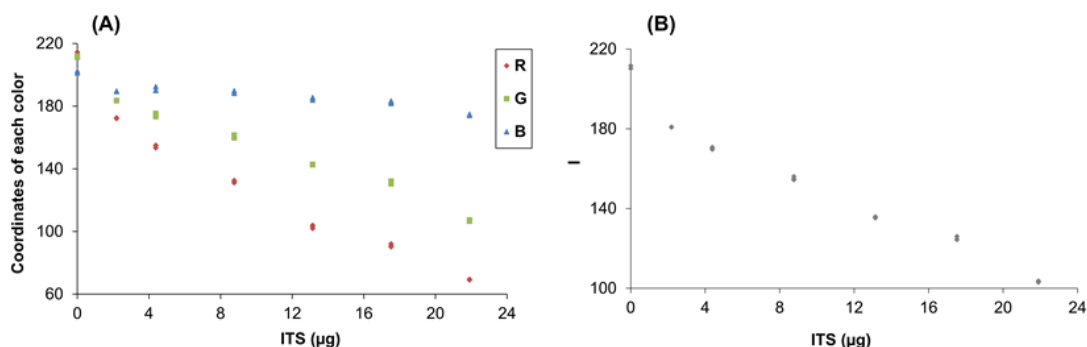 (A)
Coordinates of each color
220
180
140
100
60
0 4 8 12 16 20 24
ITS (µg)
R
G
B
(B)
I
220
180
140
100
0 4 8 12 16 20 24
ITS (µg)